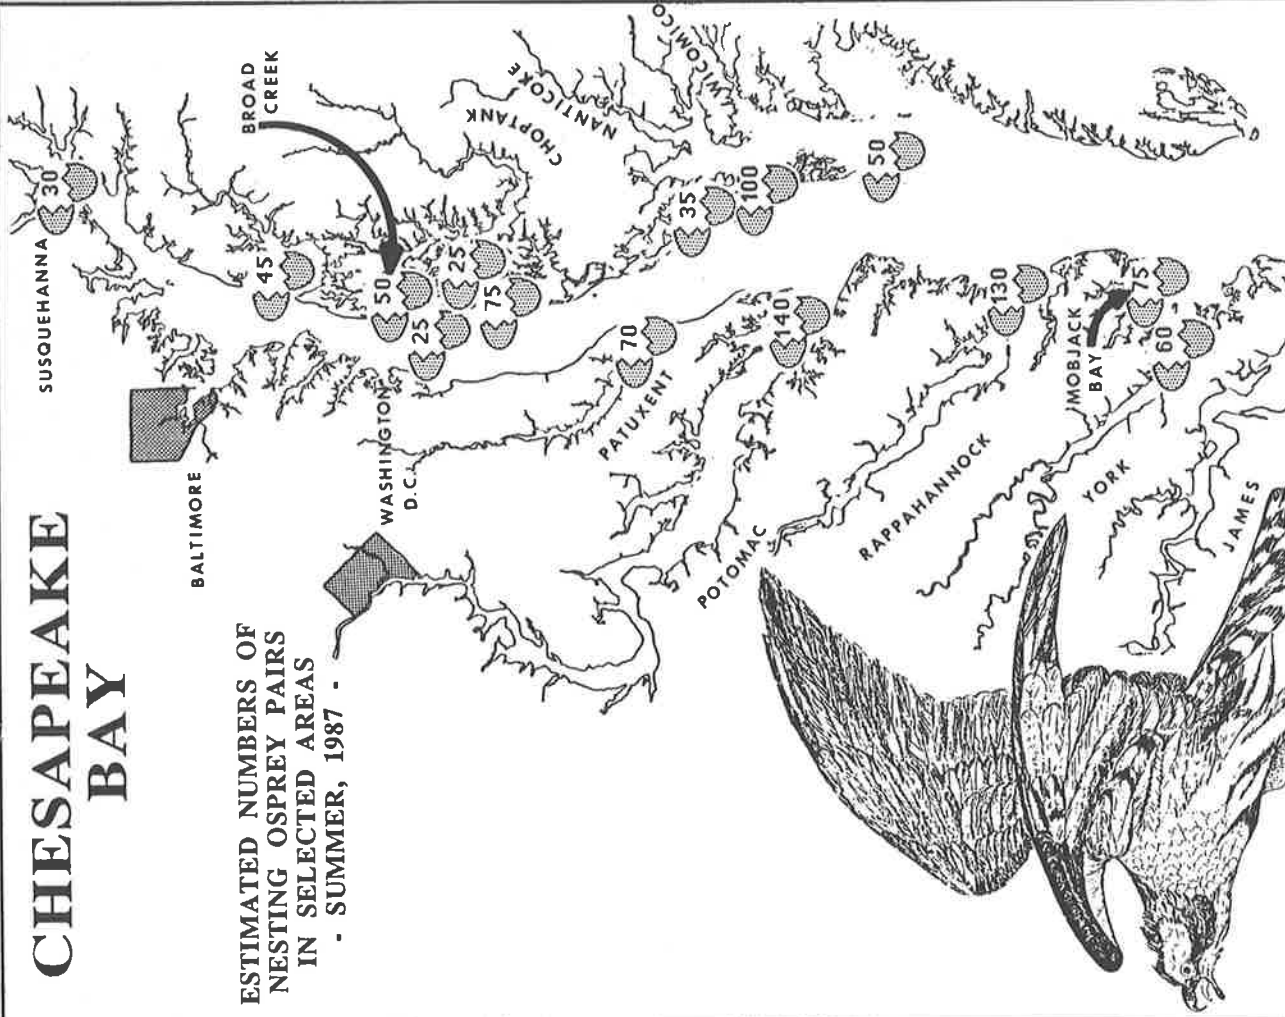 CHESAPEAKE
BAY
ESTIMATED NUMBERS OF
NESTING OSPREY PAIRS
IN SELECTED AREAS
- SUMMER, 1987 -
SUSQUEHANNA
30
BALTIMORE
BROAD
CREEK
45
50
25
25
75
WASHINGTON
D.C.
CHOPTANK
NANTICOKE
WICOMICO
35
100
50
70
PATUXENT
140
POTOMAC
130
RAPPAHANNOCK
MOBJACK
BAY
75
60
YORK
JAMES